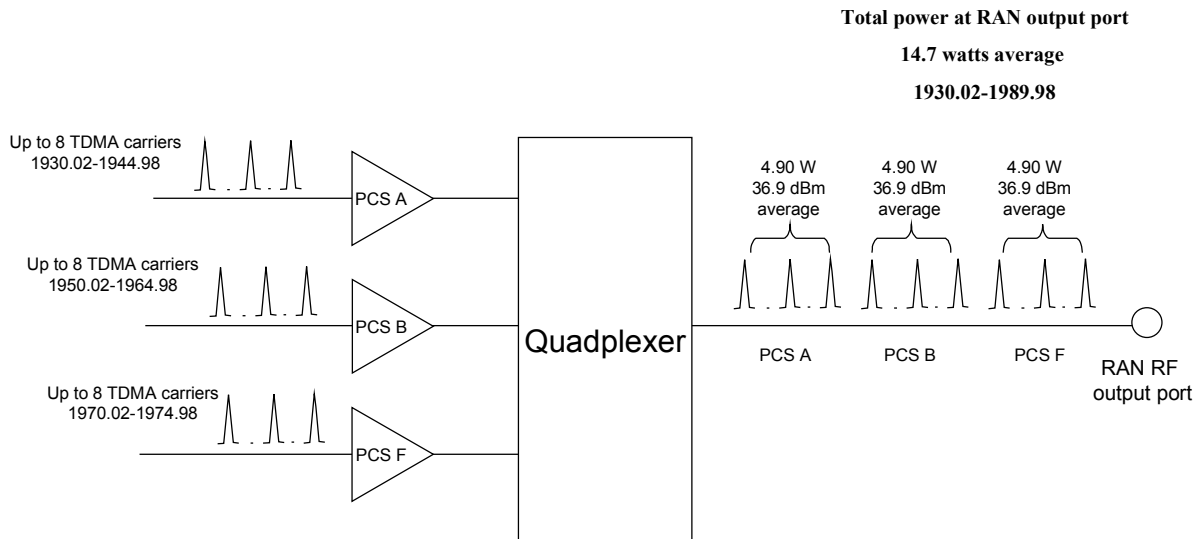 Total power at RAN output port
14.7 watts average
1930.02-1989.98
Up to 8 TDMA carriers
1930.02-1944.98
PCS A
4.90 W
36.9 dBm
average
4.90 W
36.9 dBm
average
4.90 W
36.9 dBm
average
Up to 8 TDMA carriers
1950.02-1964.98
PCS B
Quadplexer
PCS A
PCS B
PCS F
RAN RF
output port
Up to 8 TDMA carriers
1970.02-1974.98
PCS F